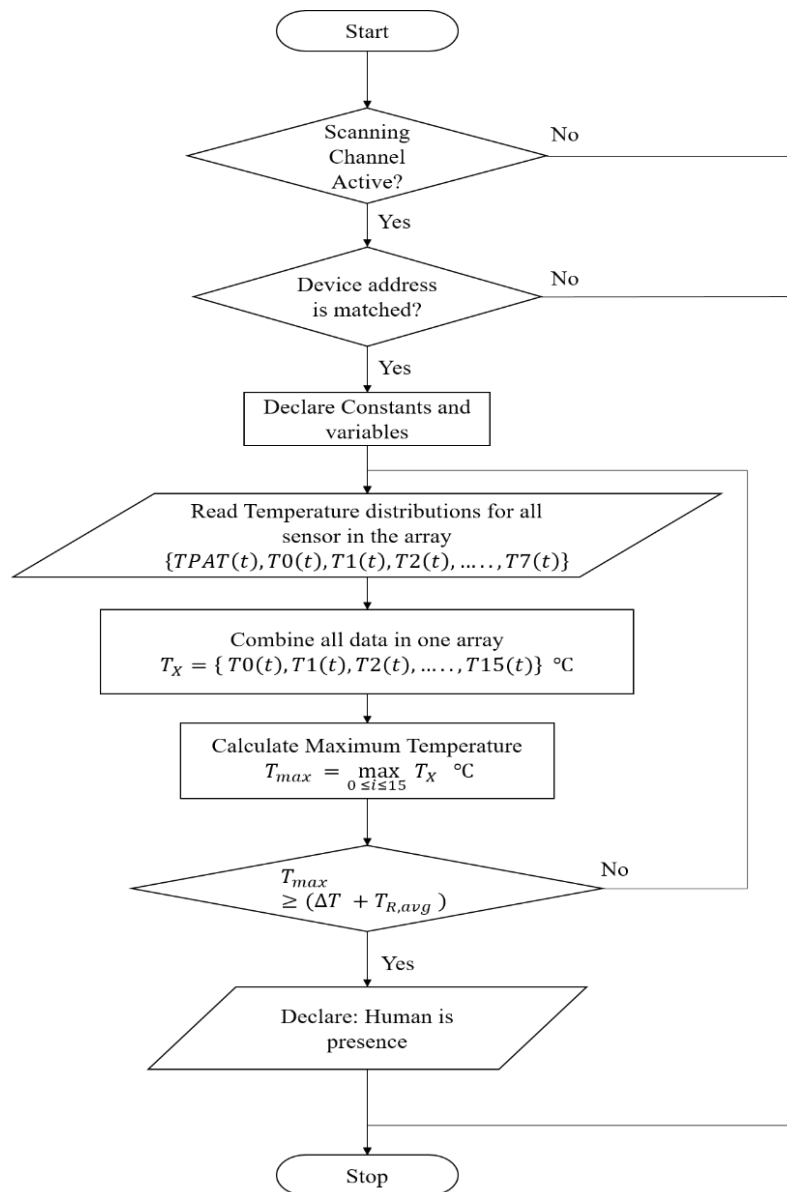 Start
Scanning
Channel
Active?
No
Yes
Device address
is matched?
No
Yes
Declare Constants and
variables
Read Temperature distributions for all
sensor in the array
{TPAT(t), T0(t), T1(t), T2(t), ....., T7(t)}
Combine all data in one array
T_X = { T0(t), T1(t), T2(t), ....., T15(t)} °C
Calculate Maximum Temperature
T_max = max T_X °C
0 ≤i≤15
T_max
≥ (ΔT + T_R,avg )
No
Yes
Declare: Human is
presence
Stop